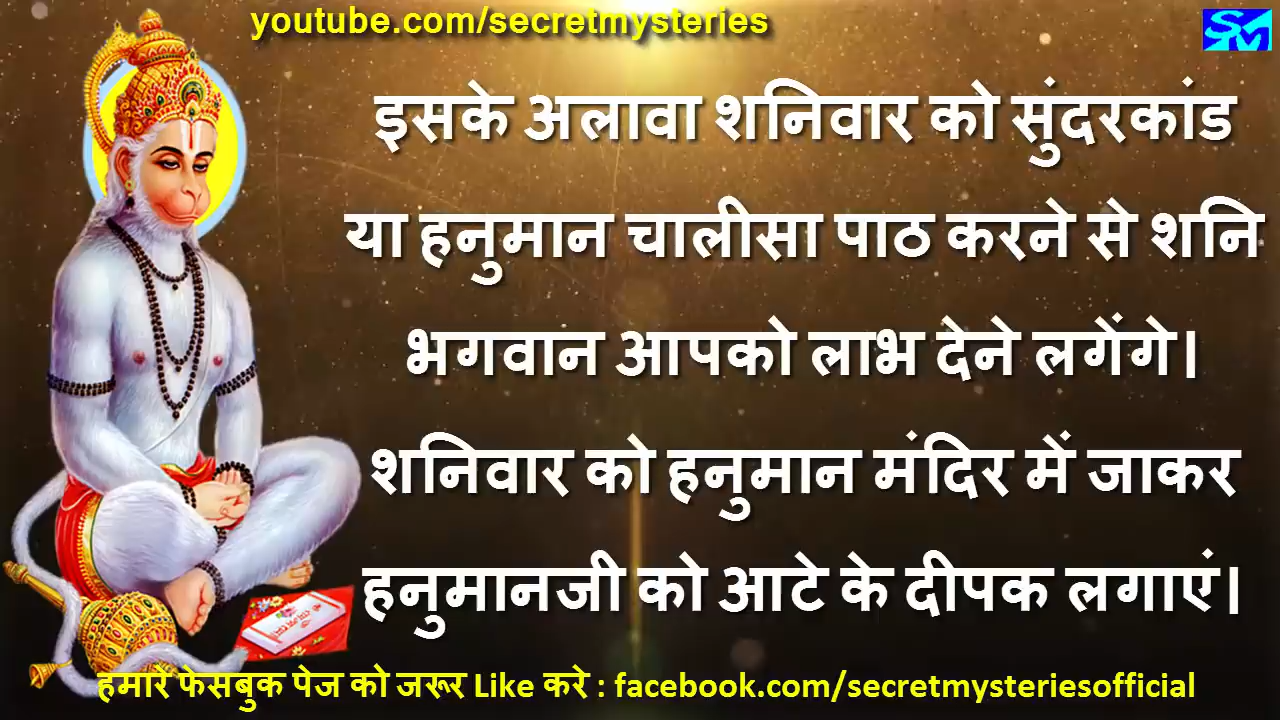 youtube.com/secretmysteries
SM
इसके अलावा शनिवार को सुंदरकांड
या हनुमान चालीसा पाठ करने से शनि
भगवान आपको लाभ देने लगेंगे।
शनिवार को हनुमान मंदिर में जाकर
हनुमानजी को आटे के दीपक लगाएं।
हमारे फेसबुक पेज को जरूर Like करे : facebook.com/secretmysteriesofficial